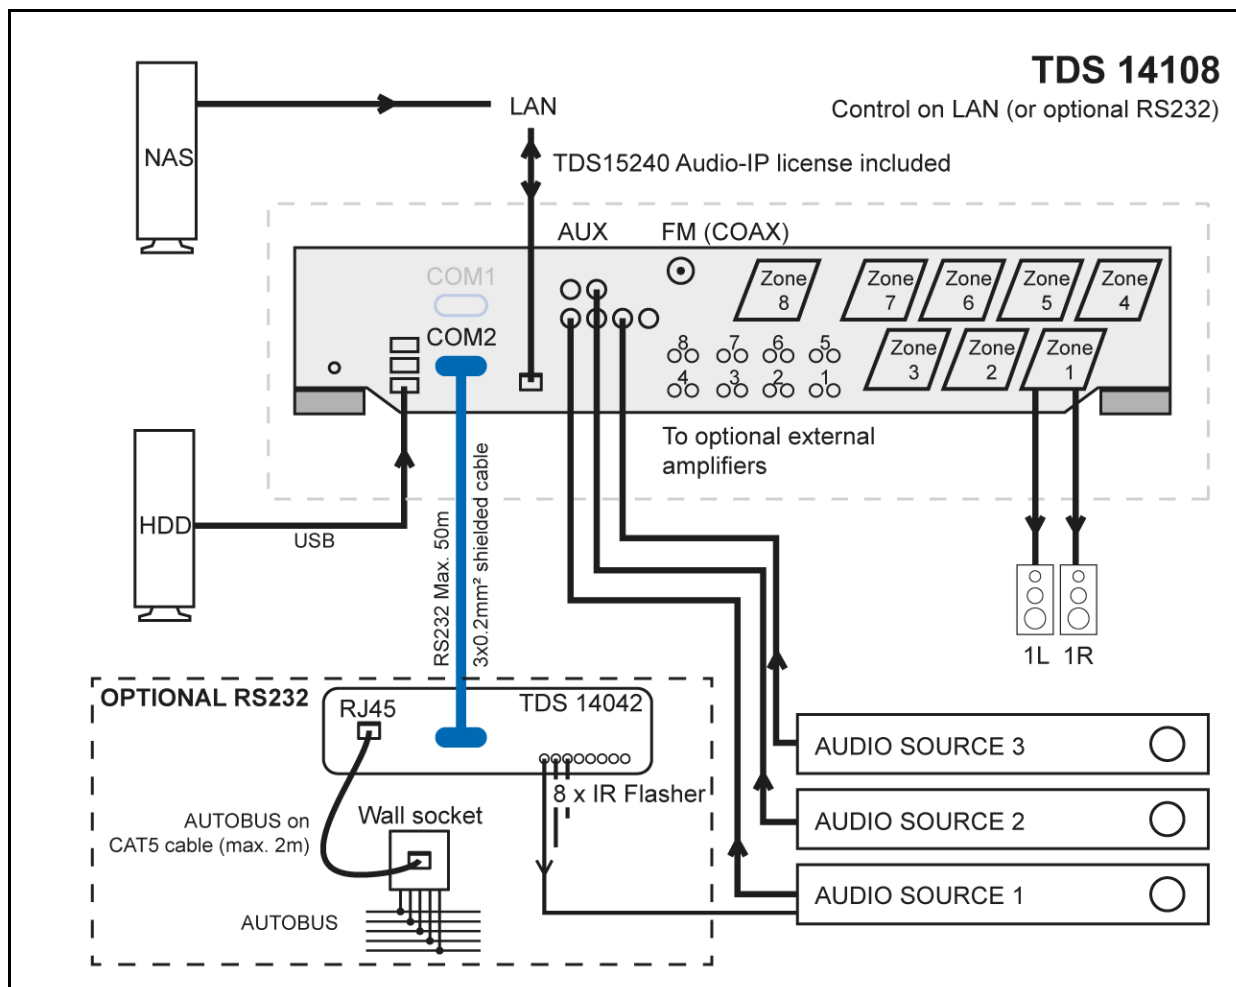 TDS 14108
Control on LAN (or optional RS232)
NAS
LAN
TDS15240 Audio-IP license included
AUX
FM (COAX)
COM1
COM2
Zone
8
Zone
7
Zone
6
Zone
5
Zone
4
Zone
3
Zone
2
Zone
1
8 7 6 5
4 3 2 1
To optional external
amplifiers
HDD
USB
RS232 Max. 50m
3x0.2mm² shielded cable
1L 1R
OPTIONAL RS232
RJ45
TDS 14042
8 x IR Flasher
Wall socket
AUTOBUS on
CAT5 cable (max. 2m)
AUTOBUS
AUDIO SOURCE 3
AUDIO SOURCE 2
AUDIO SOURCE 1